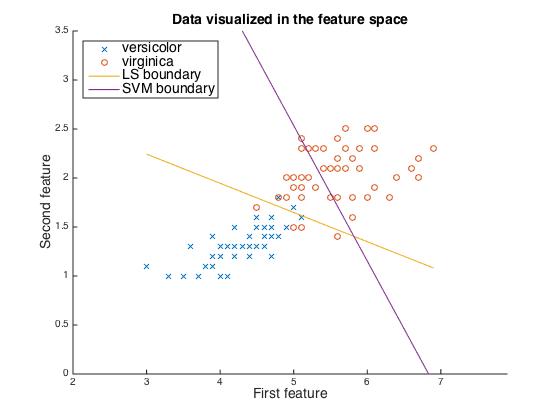 Data visualized in the feature space
versicolor
virginica
LS boundary
SVM boundary
3.5
3
2.5
2
1.5
1
0.5
0
Second feature
2 3 4 5 6 7
First feature